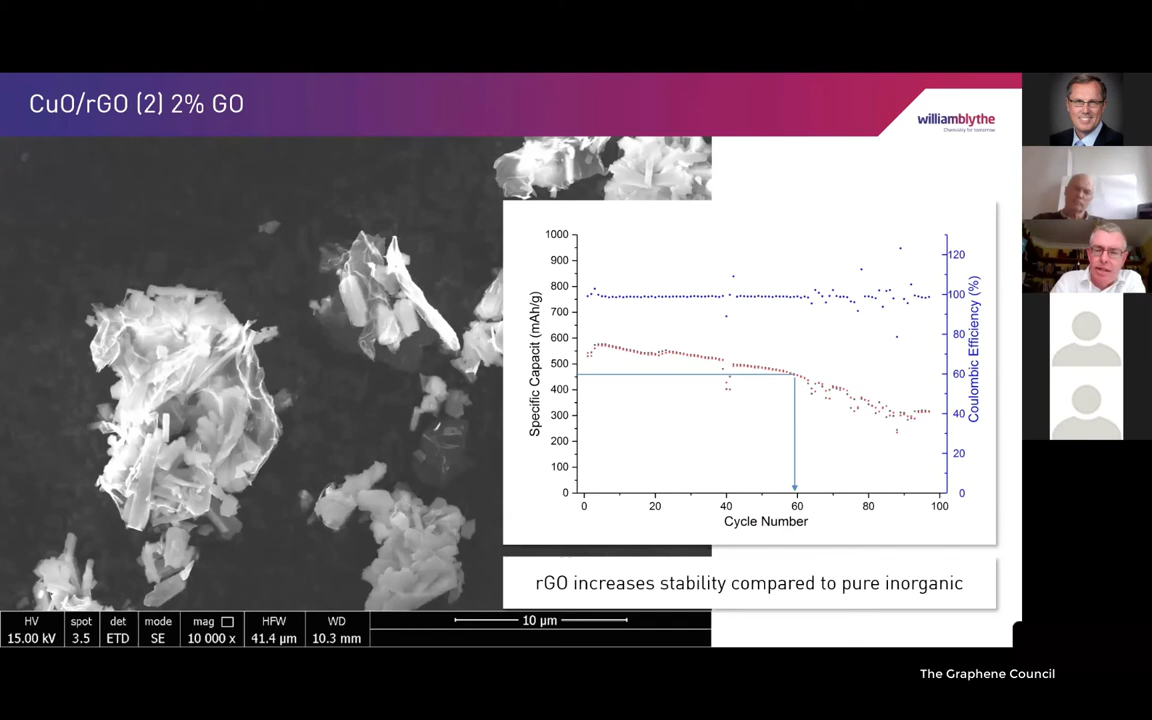 CuO/rGO (2) 2% GO
williamblythe
Chemistry for tomorrow
1000
900
800
700
600
500
400
300
200
100
0
Specific Capacit (mAh/g)
120
100
80
60
40
20
0
Coulombic Efficiency (%)
0 20 40 60 80 100
Cycle Number
rGO increases stability compared to pure inorganic
HV spot det mode mag HFW WD
15.00 kV 3.5 ETD SE 10 000 x 41.4 µm 10.3 mm
10 µm
The Graphene Council